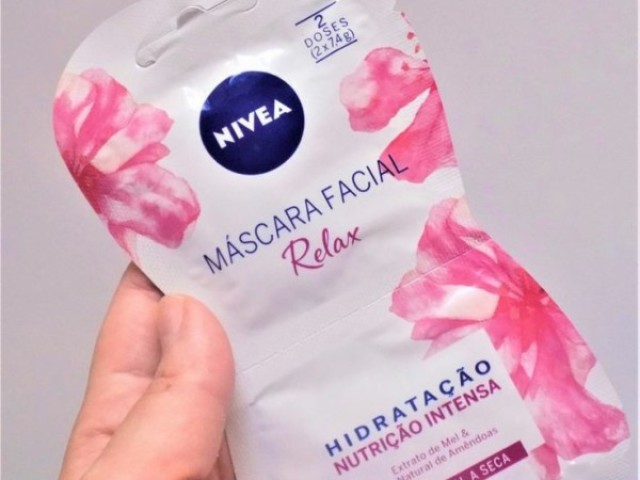 2
DOSES
(2x7,4g)
NIVEA
MÁSCARA FACIAL
Relax
HIDRATAÇÃO
NUTRIÇÃO INTENSA
Extrato de Mel &
Natural de Amêndoas
A SECA